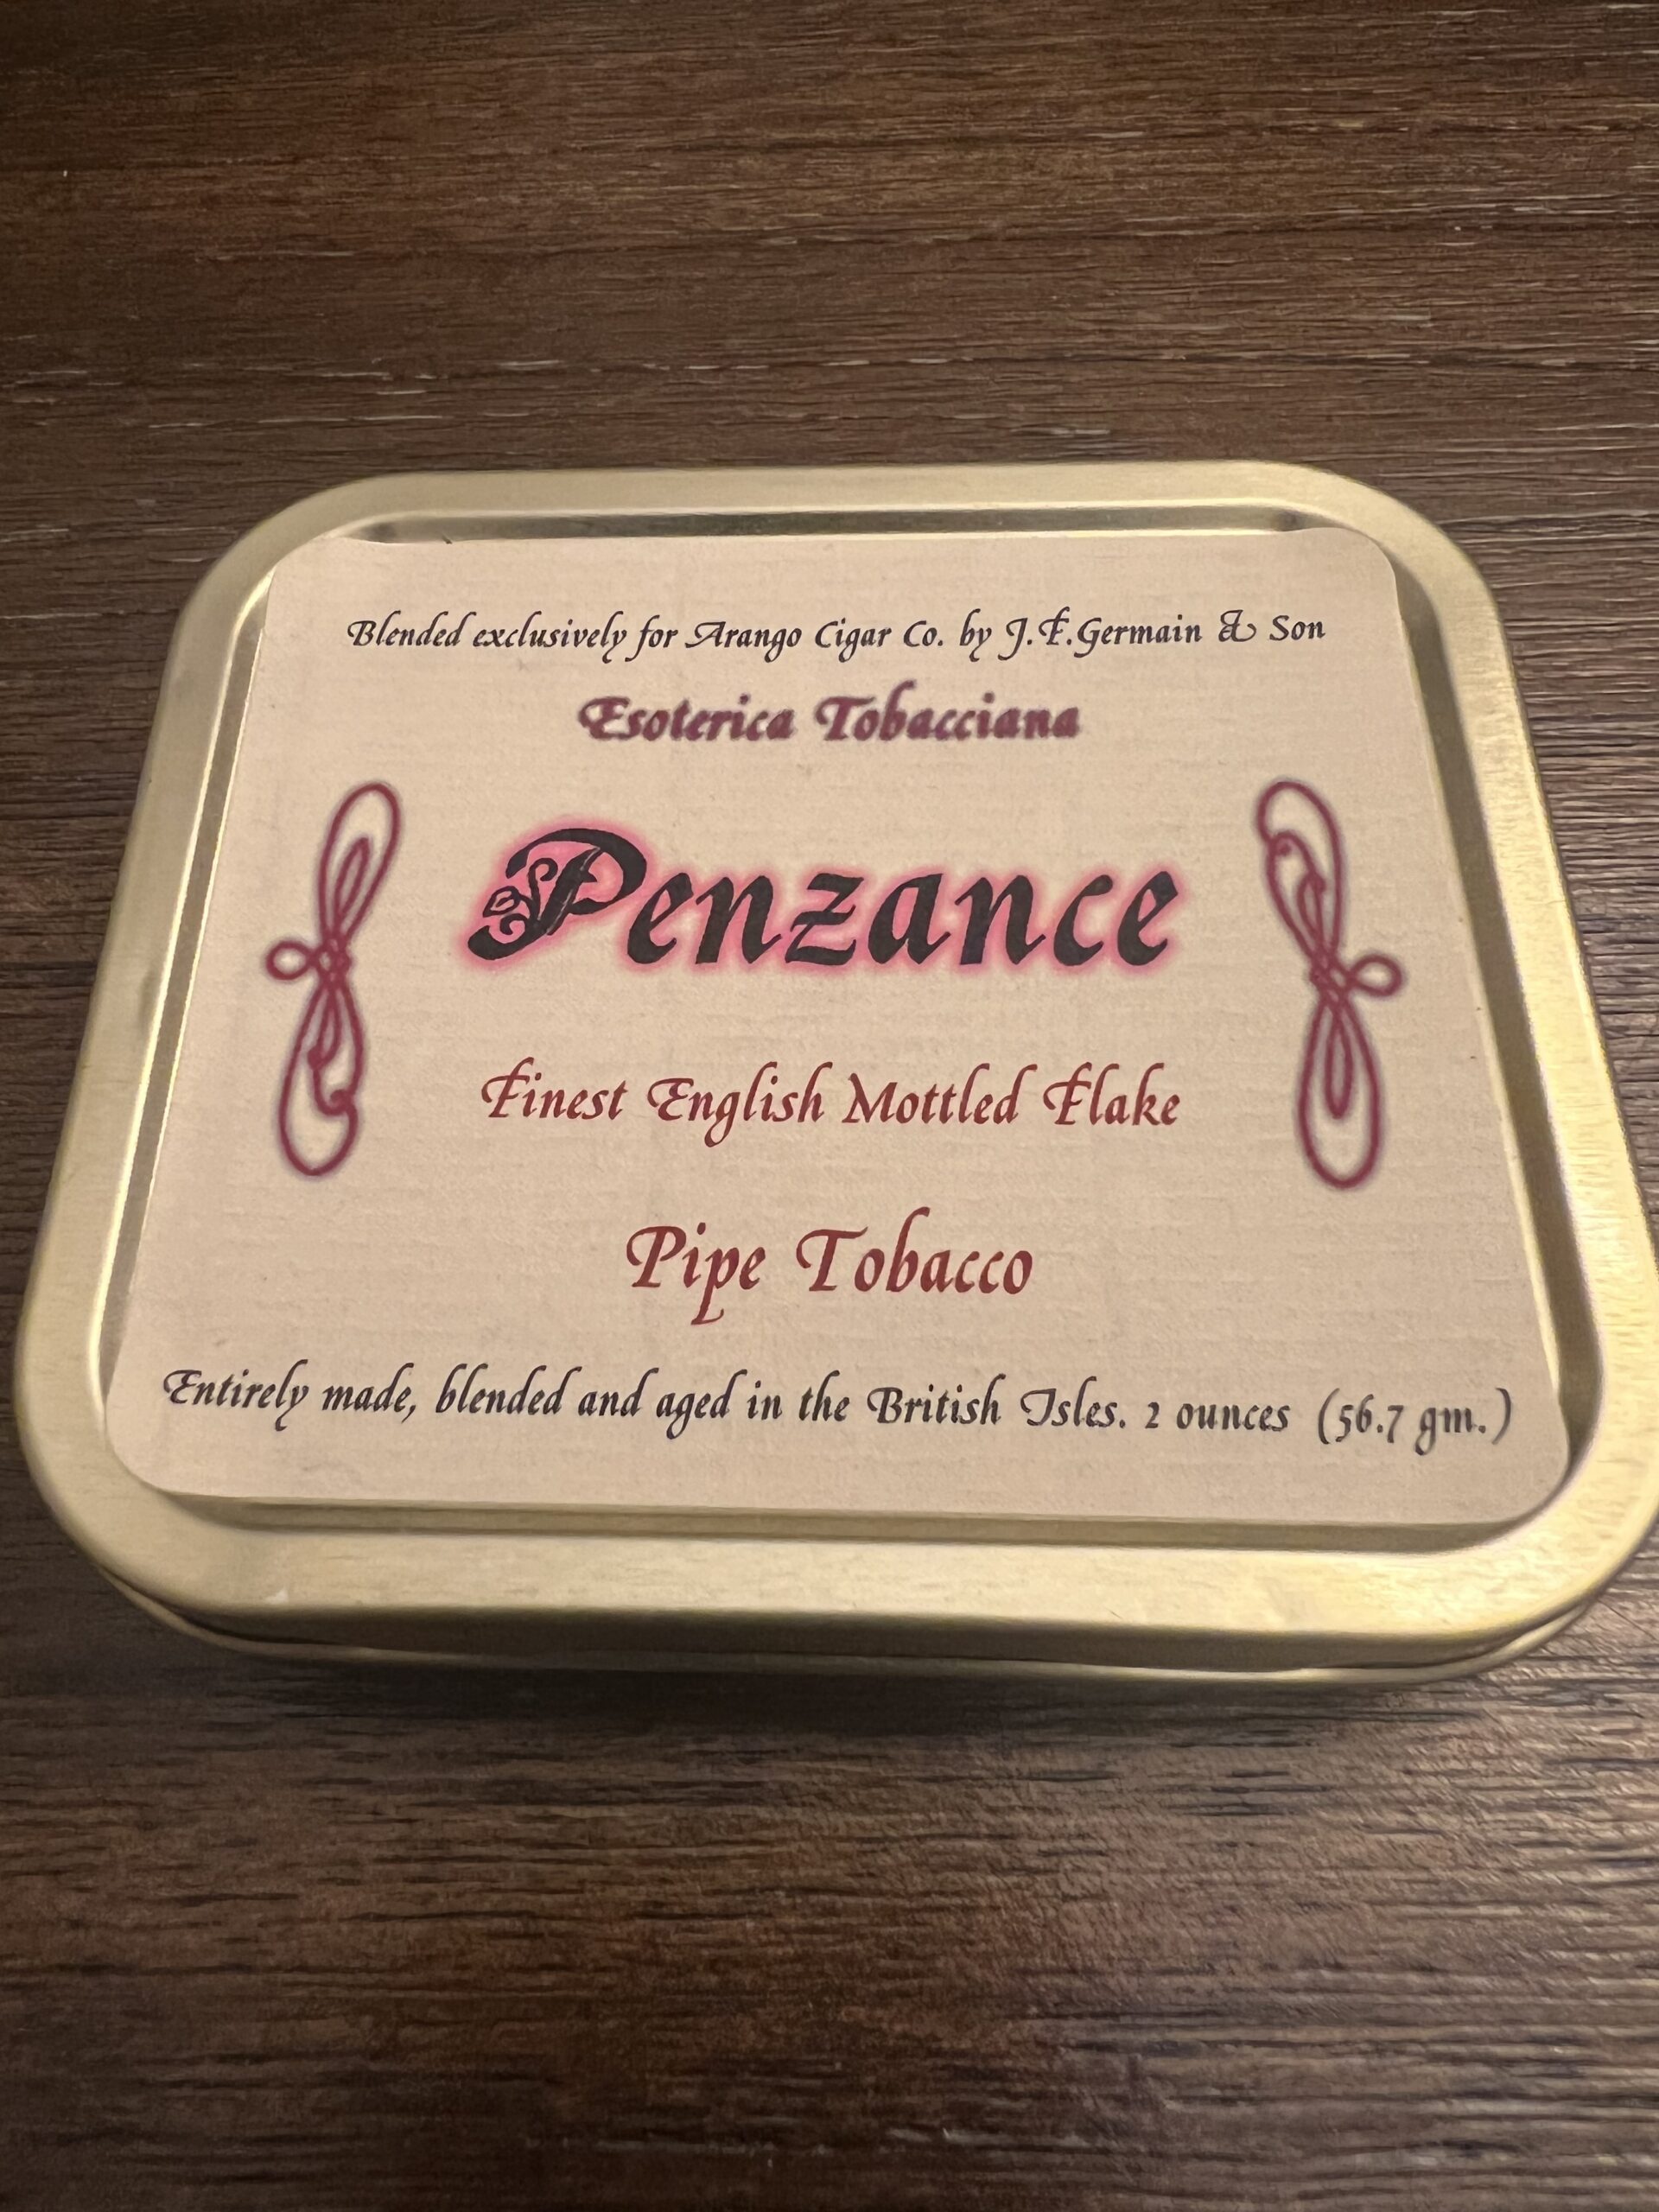 Blended exclusively for Arango Cigar Co. by J.F.Germain & Son
Esoterica Tobacciana
Penzance
Finest English Mottled Flake
Pipe Tobacco
Entirely made, blended and aged in the British Isles. 2 ounces (56.7 gm.)